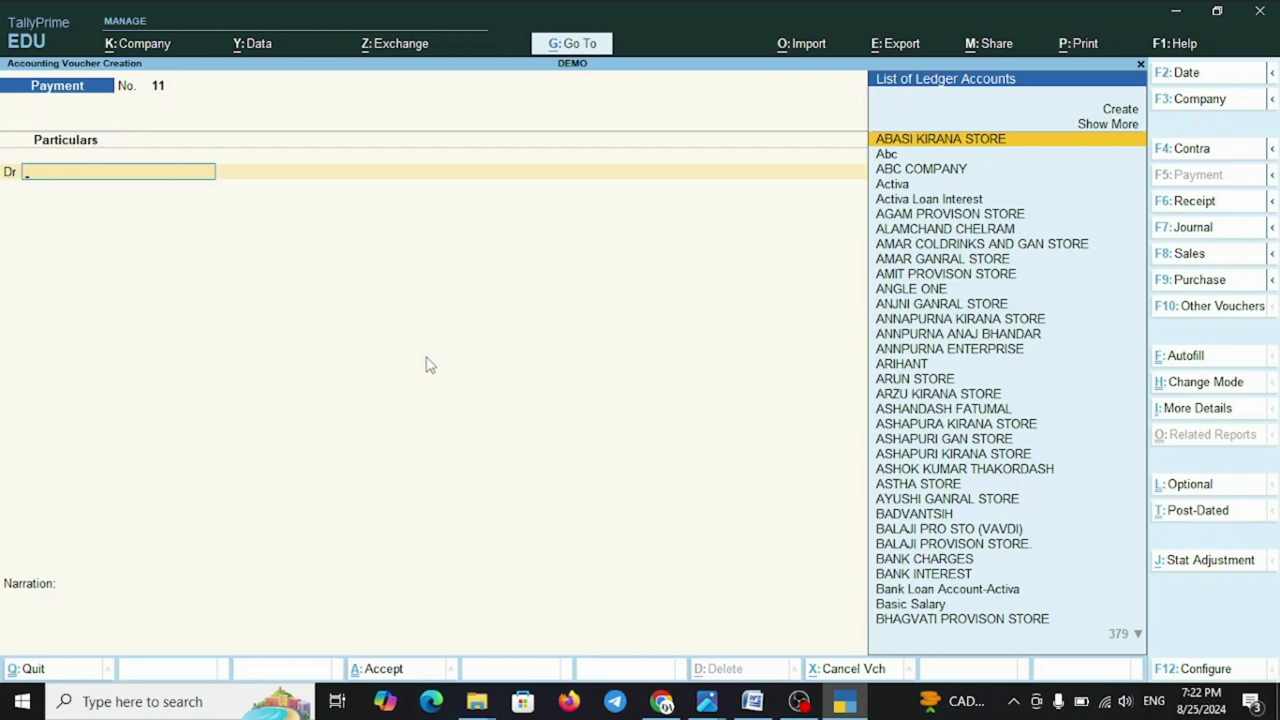 TallyPrime
EDU
MANAGE
K: Company
Y: Data
Z: Exchange
G: Go To
O: Import
E: Export
M: Share
P: Print
F1: Help
Accounting Voucher Creation
DEMO
Payment No. 11
Particulars
Dr
Narration:
List of Ledger Accounts
Create
Show More
ABASI KIRANA STORE
Abc
ABC COMPANY
Activa
Activa Loan Interest
AGAM PROVISON STORE
ALAMCHAND CHELRAM
AMAR COLDRINKS AND GAN STORE
AMAR GANRAL STORE
AMIT PROVISON STORE
ANGLE ONE
ANJNI GANRAL STORE
ANNAPURNA KIRANA STORE
ANNPURNA ANAJ BHANDAR
ANNPURNA ENTERPRISE
ARIHANT
ARUN STORE
ARZU KIRANA STORE
ASHANDASH FATUMAL
ASHAPURA KIRANA STORE
ASHAPURI GAN STORE
ASHAPURI KIRANA STORE
ASHOK KUMAR THAKORDASH
ASTHA STORE
AYUSHI GANRAL STORE
BADVANTSIH
BALAJI PRO STO (VAVDI)
BALAJI PROVISON STORE.
BANK CHARGES
BANK INTEREST
Bank Loan Account-Activa
Basic Salary
BHAGVATI PROVISON STORE
379
F2: Date
F3: Company
F4: Contra
F5: Payment
F6: Receipt
F7: Journal
F8: Sales
F9: Purchase
F10: Other Vouchers
F: Autofill
H: Change Mode
I: More Details
O: Related Reports
L: Optional
T: Post-Dated
J: Stat Adjustment
Q: Quit
A: Accept
D: Delete
X: Cancel Vch
F12: Configure
Type here to search
CAD...
ENG
7:22 PM
8/25/2024
3